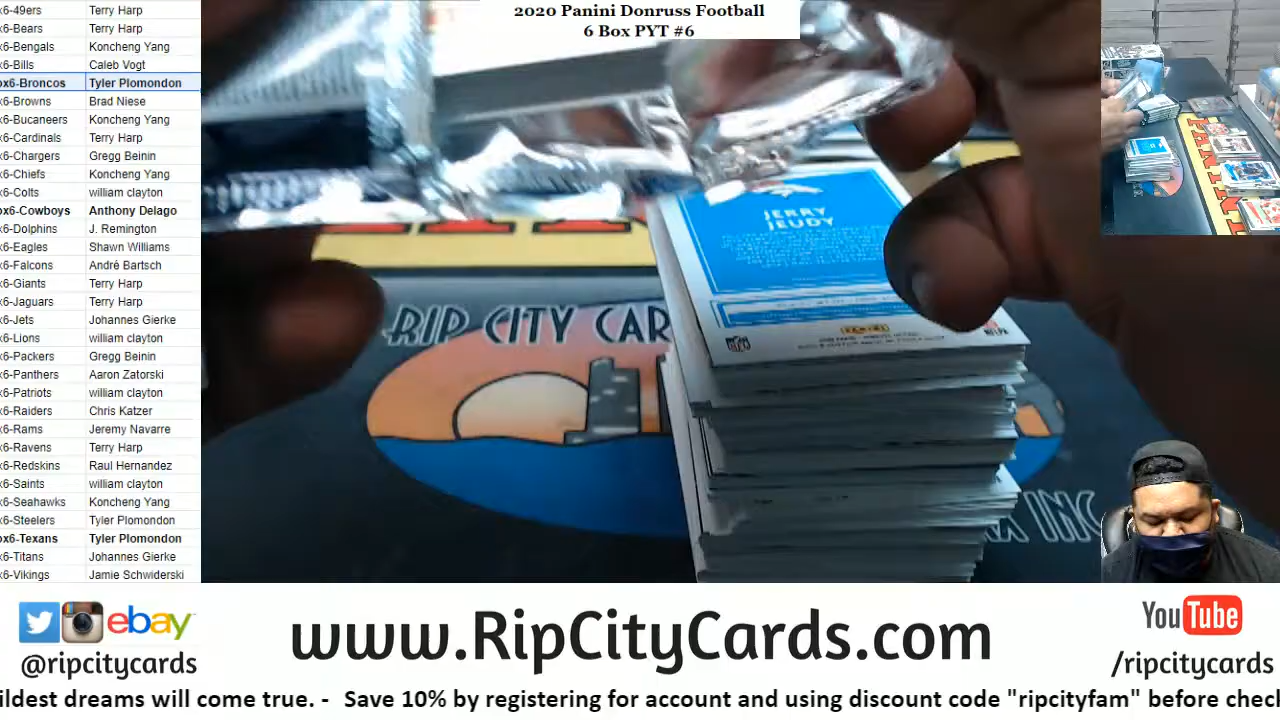 2020 Panini Donruss Football
6 Box PYT #6
x6-49ers Terry Harp
x6-Bears Terry Harp
x6-Bengals Koncheng Yang
x6-Bills Caleb Vogt
ox6-Broncos Tyler Plomondon
x6-Browns Brad Niese
x6-Bucaneers Koncheng Yang
x6-Cardinals Terry Harp
x6-Chargers Gregg Beinin
x6-Chiefs Koncheng Yang
x6-Colts william clayton
ox6-Cowboys Anthony Delago
x6-Dolphins J. Remington
x6-Eagles Shawn Williams
x6-Falcons André Bartsch
x6-Giants Terry Harp
x6-Jaguars Terry Harp
x6-Jets Johannes Gierke
x6-Lions william clayton
x6-Packers Gregg Beinin
x6-Panthers Aaron Zatorski
x6-Patriots william clayton
x6-Raiders Chris Katzer
x6-Rams Jeremy Navarre
x6-Ravens Terry Harp
x6-Redskins Raul Hernandez
x6-Saints william clayton
x6-Seahawks Koncheng Yang
x6-Steelers Tyler Plomondon
ox6-Texans Tyler Plomondon
x6-Titans Johannes Gierke
x6-Vikings Jamie Schwiderski
JERRY
JEUDY
PANINI
RIP CITY CAR
INC
PANINI
ebay
@ripcitycards
www.RipCityCards.com
YouTube
/ripcitycards
ildest dreams will come true. - Save 10% by registering for account and using discount code "ripcityfam" before chec